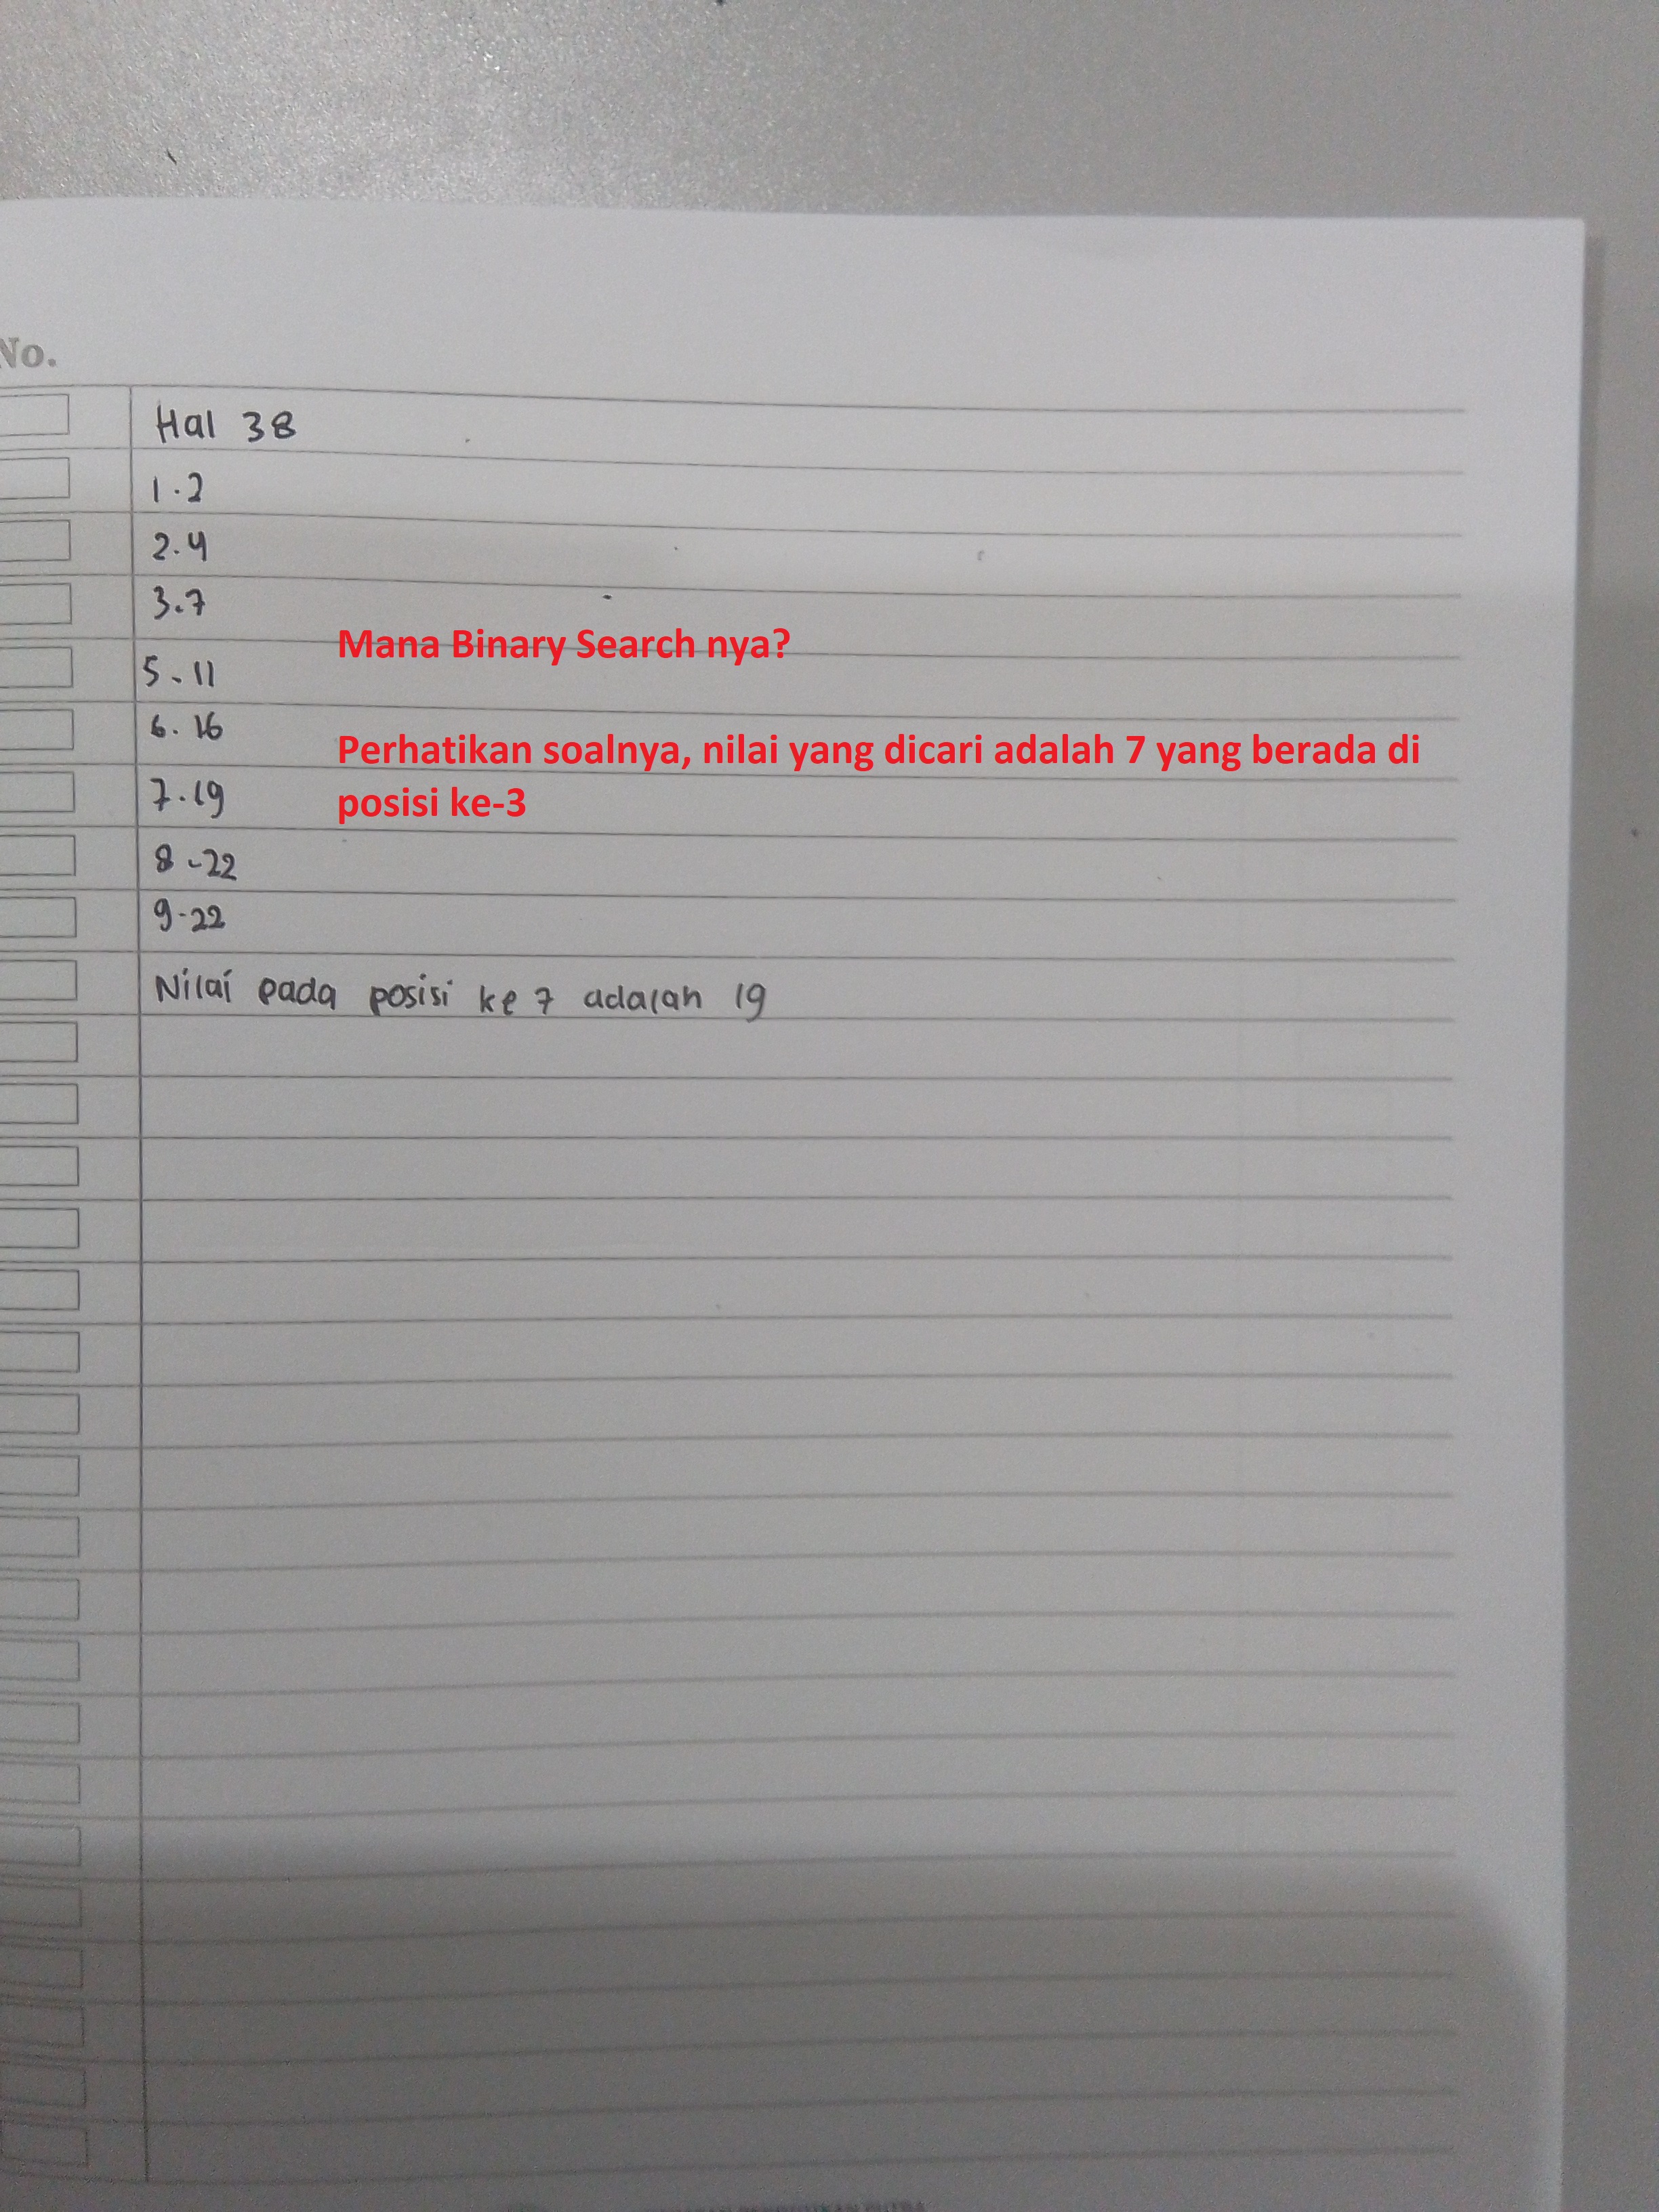 No.
Hal 38
1.2
2.4
3.7
Mana Binary Search nya?
5.11
6.16
Perhatikan soalnya, nilai yang dicari adalah 7 yang berada di
posisi ke-3
7.19
8-22
9-22
Nilai pada posisi ke 7 adalah 19